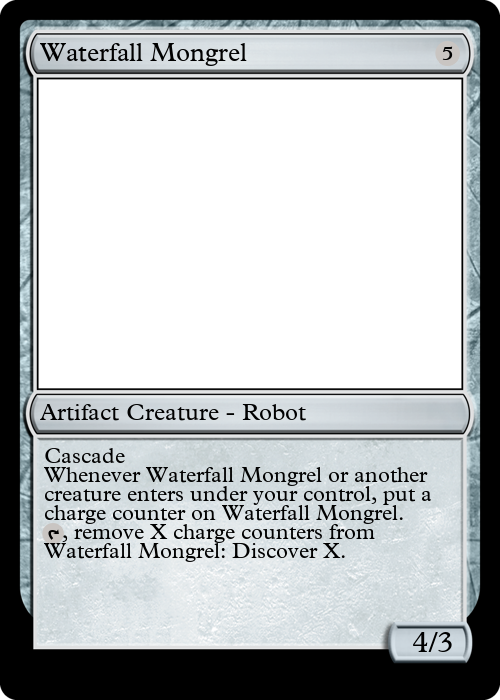 Waterfall Mongrel 5
Artifact Creature - Robot
Cascade
Whenever Waterfall Mongrel or another
creature enters under your control, put a
charge counter on Waterfall Mongrel.
, remove X charge counters from
Waterfall Mongrel: Discover X.
4/3